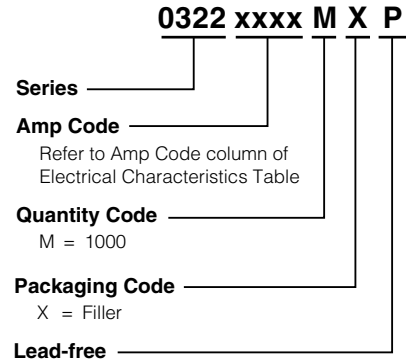 0322 xxxx M X P
Series
Amp Code
Refer to Amp Code column of
Electrical Characteristics Table
Quantity Code
M = 1000
Packaging Code
X = Filler
Lead-free